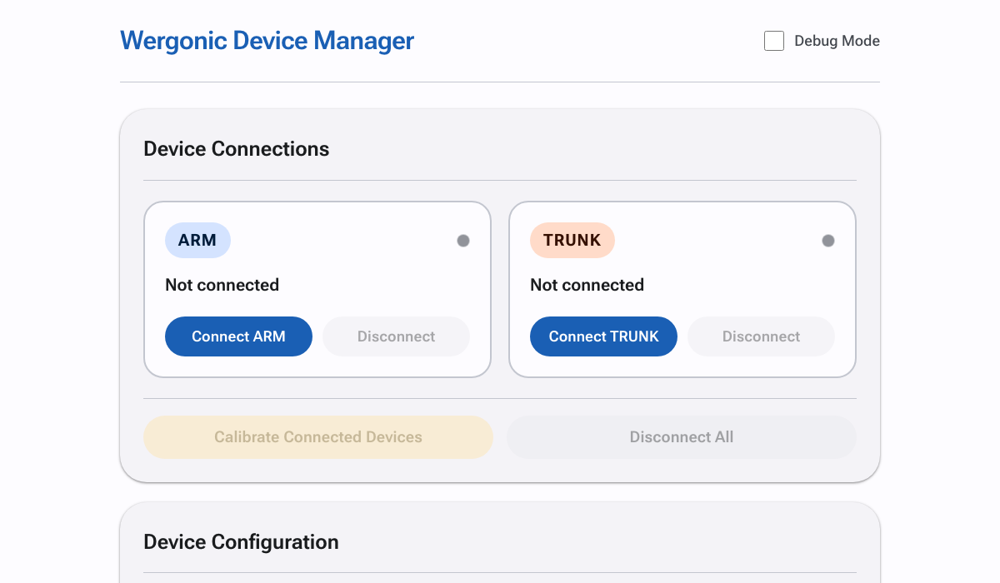 Wergonic Device Manager
Debug Mode
Device Connections
ARM
Not connected
Connect ARM
Disconnect
TRUNK
Not connected
Connect TRUNK
Disconnect
Calibrate Connected Devices
Disconnect All
Device Configuration